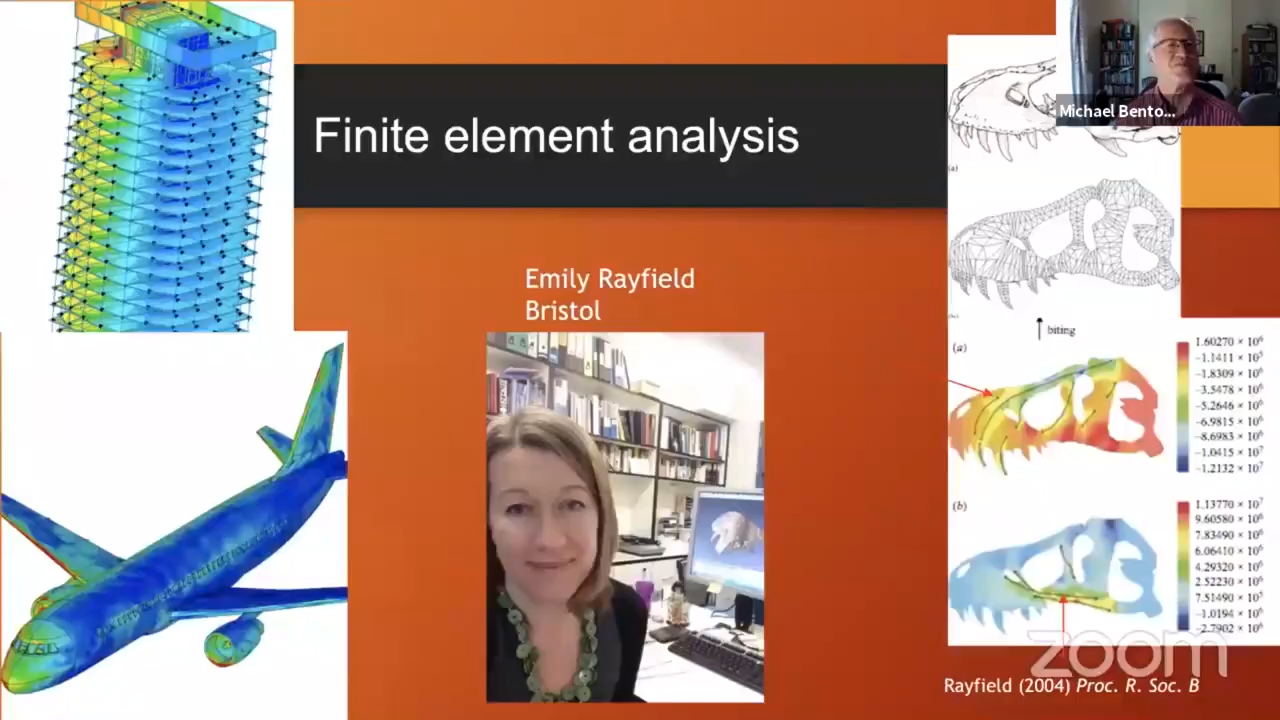 Michael Bento...
Finite element analysis
Emily Rayfield
Bristol
(a)
biting
(a)
1.60270 × 10⁶
–1.1411 × 10⁵
–1.8309 × 10⁶
–3.5478 × 10⁶
–5.2646 × 10⁶
–6.9815 × 10⁶
–8.6983 × 10⁶
–1.0415 × 10⁷
–1.2132 × 10⁷
(b)
1.13770 × 10⁷
9.60580 × 10⁶
7.83490 × 10⁶
6.06410 × 10⁶
4.29320 × 10⁶
2.52230 × 10⁶
7.51490 × 10⁵
–1.0194 × 10⁶
–2.7902 × 10⁶
zoom
Rayfield (2004) Proc. R. Soc. B